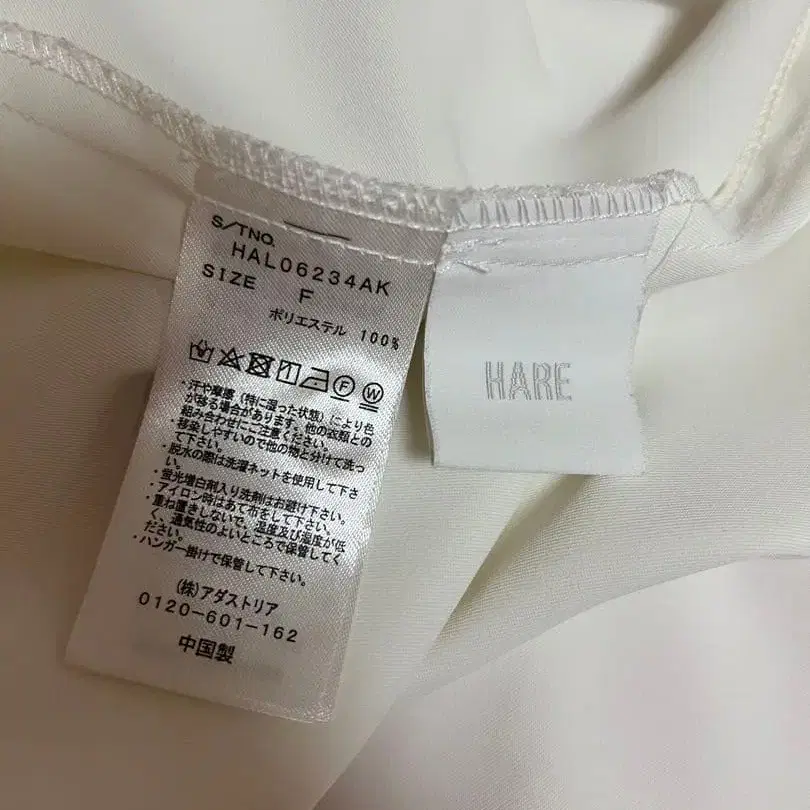 S/TNO.
HAL06234AK
SIZE F
ポリエステル 100%
F W
・汗や摩擦(特に湿った状態)により色
が移る場合があります。他の衣類との
組み合わせにご注意ください。
・移染しやすいので他の物と分けて洗っ
て下さい。
・脱水の際は洗濯ネットを使用して下さ
い。
・蛍光増白剤入り洗剤はお避け下さい。
・アイロン時はあて布をして下さい。
・重ね置きしないで、温度及び湿度が低
く、通気性のよいところで保管してく
ださい。
・ハンガー掛けで保管して下さい。
(株)アダストリア
0120-601-162
中国製
HARE